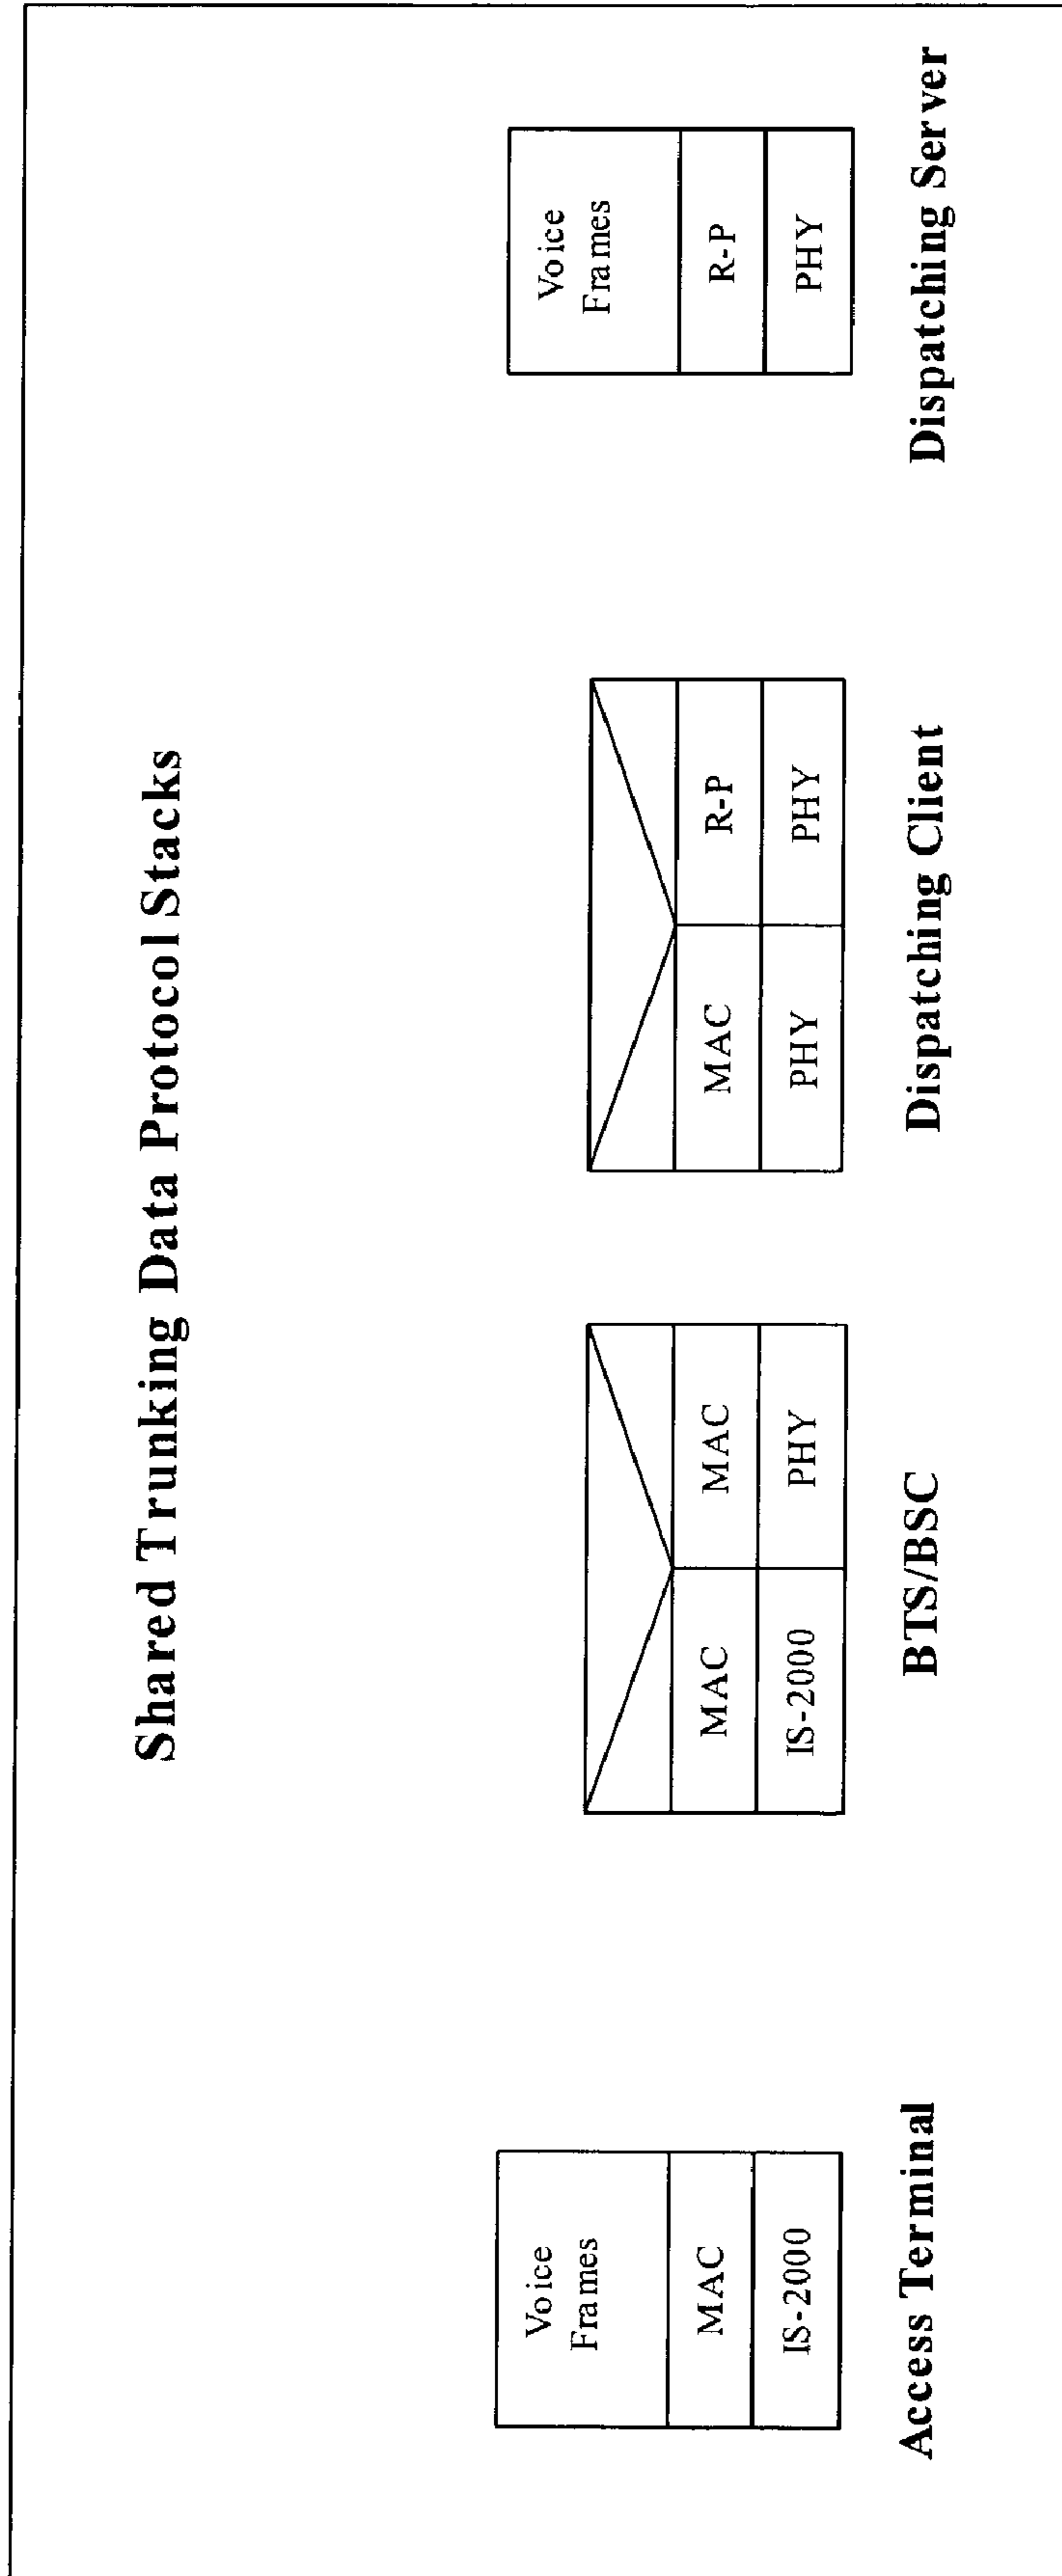 Shared Trunking Data Protocol Stacks
Voice
Frames
MAC
IS-2000
Access Terminal
MAC
MAC
IS-2000
PHY
BTS/BSC
MAC
R-P
PHY
PHY
Dispatching Client
Voice
Frames
R-P
PHY
Dispatching Server